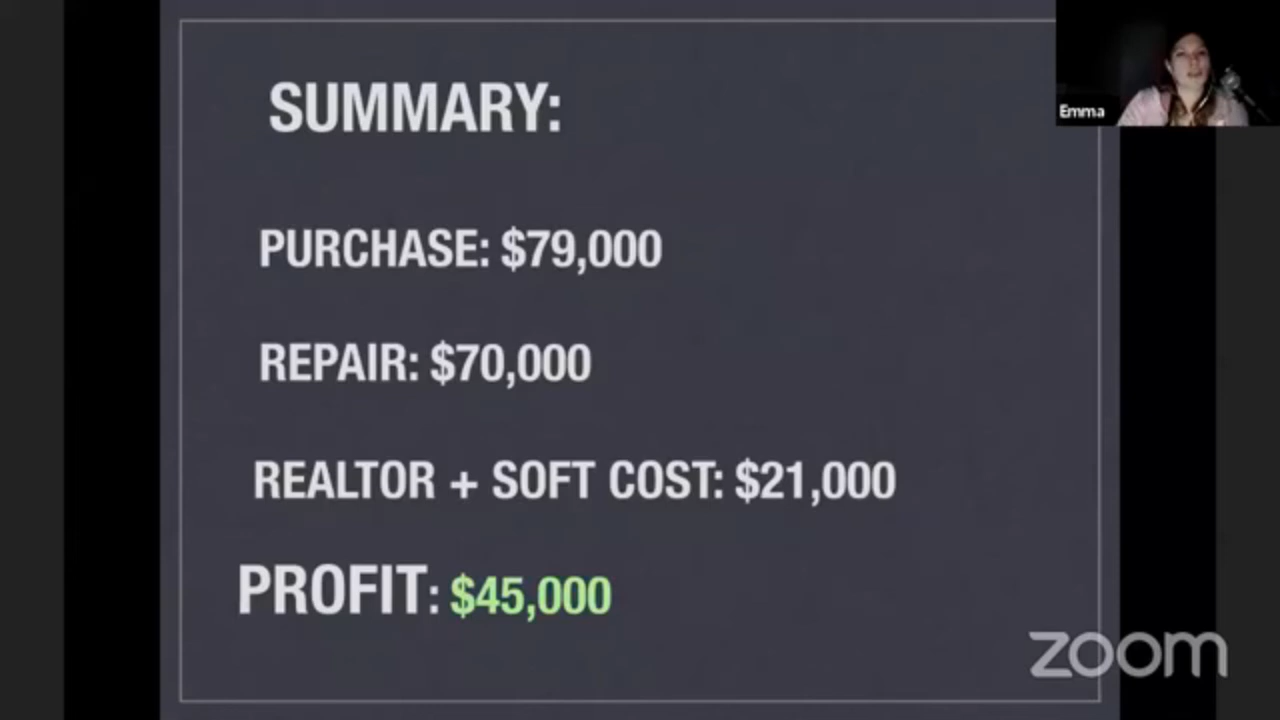 SUMMARY:
Emma
PURCHASE: $79,000
REPAIR: $70,000
REALTOR + SOFT COST: $21,000
PROFIT: $45,000
zoom